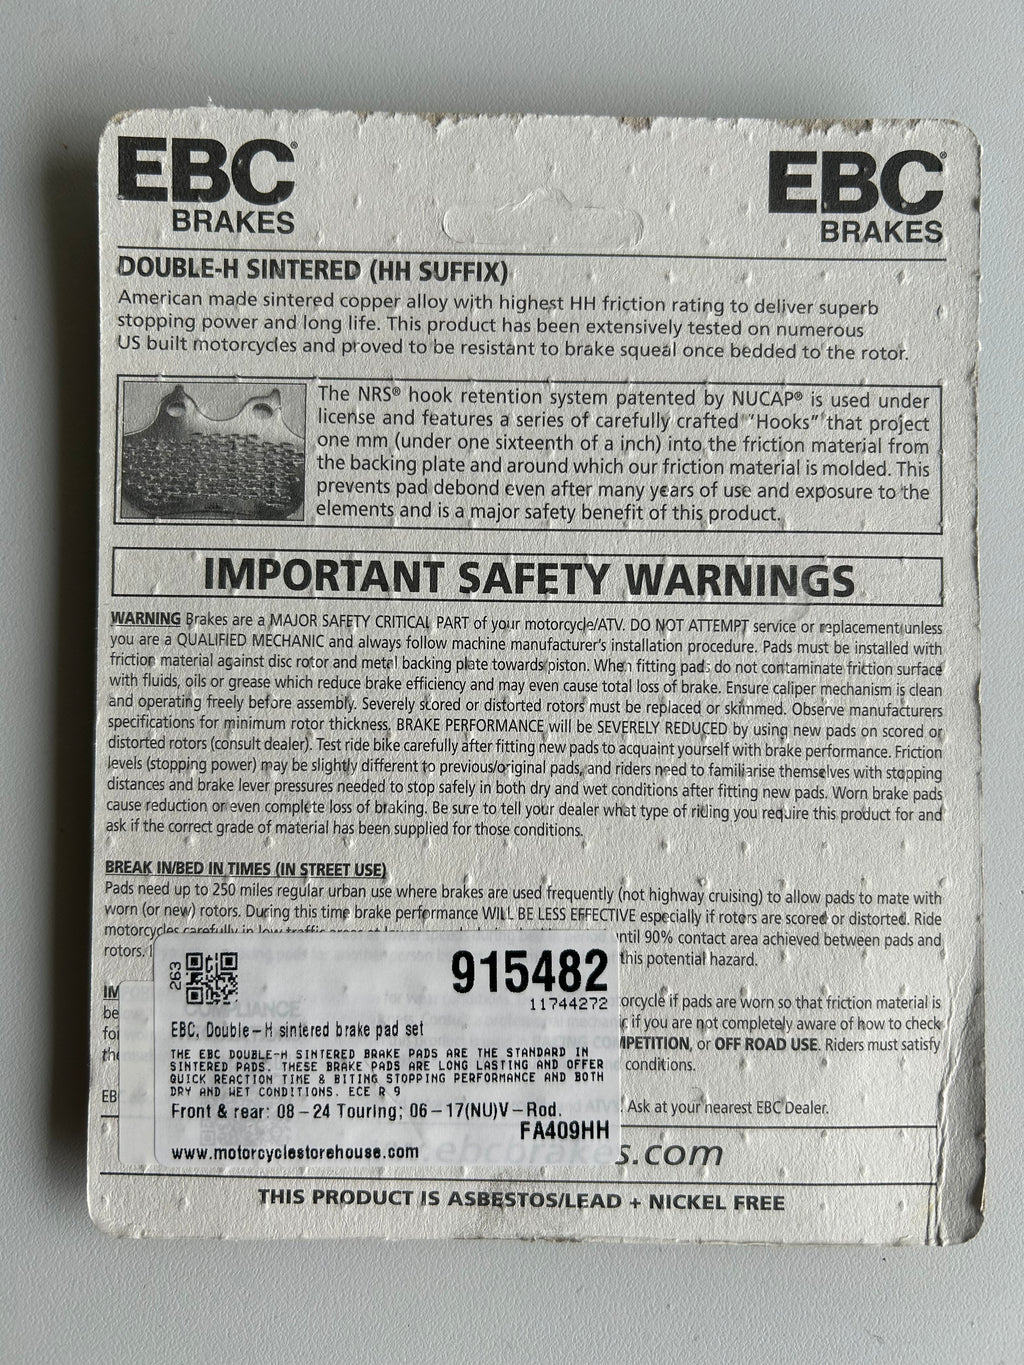 EBC®
BRAKES
EBC®
BRAKES
DOUBLE-H SINTERED (HH SUFFIX)
American made sintered copper alloy with highest HH friction rating to deliver superb
stopping power and long life. This product has been extensively tested on numerous
US built motorcycles and proved to be resistant to brake squeal once bedded to the rotor.
The NRS® hook retention system patented by NUCAP® is used under
license and features a series of carefully crafted "Hooks" that project
one mm (under one sixteenth of a inch) into the friction material from
the backing plate and around which our friction material is molded. This
prevents pad debond even after many years of use and exposure to the
elements and is a major safety benefit of this product.
IMPORTANT SAFETY WARNINGS
WARNING Brakes are a MAJOR SAFETY CRITICAL PART of your motorcycle/ATV. DO NOT ATTEMPT service or replacement unless
you are a QUALIFIED MECHANIC and always follow machine manufacturer's installation procedure. Pads must be installed with
friction material against disc rotor and metal backing plate towards piston. When fitting pads do not contaminate friction surface
with fluids, oils or grease which reduce brake efficiency and may even cause total loss of brake. Ensure caliper mechanism is clean
and operating freely before assembly. Severely scored or distorted rotors must be replaced or skimmed. Observe manufacturers
specifications for minimum rotor thickness. BRAKE PERFORMANCE will be SEVERELY REDUCED by using new pads on scored or
distorted rotors (consult dealer). Test ride bike carefully after fitting new pads to acquaint yourself with brake performance. Friction
levels (stopping power) may be slightly different to previous/original pads, and riders need to familiarise themselves with stopping
distances and brake lever pressures needed to stop safely in both dry and wet conditions after fitting new pads. Worn brake pads
cause reduction or even complete loss of braking. Be sure to tell your dealer what type of riding you require this product for and
ask if the correct grade of material has been supplied for those conditions.
BREAK IN/BED IN TIMES (IN STREET USE)
Pads need up to 250 miles regular urban use where brakes are used frequently (not highway cruising) to allow pads to mate with
worn (or new) rotors. During this time brake performance WILL BE LESS EFFECTIVE especially if rotors are scored or distorted. Ride
motorcycles carefully in low traffic until 90% contact area achieved between pads and
rotors. this potential hazard.
orcycle if pads are worn so that friction material is
if you are not completely aware of how to check
MPETITION, or OFF ROAD USE. Riders must satisfy
conditions.
EB Ask at your nearest EBC Dealer.
263
915482
11744272
EBC, Double-H sintered brake pad set
THE EBC DOUBLE-H SINTERED BRAKE PADS ARE THE STANDARD IN
SINTERED PADS. THESE BRAKE PADS ARE LONG LASTING AND OFFER
QUICK REACTION TIME & BITING STOPPING PERFORMANCE AND BOTH
DRY AND WET CONDITIONS. ECE R 9
Front & rear: 08-24 Touring; 06-17(NU)V-Rod.
FA409HH
www.motorcyclestorehouse.com
.ebcbrakes.com
THIS PRODUCT IS ASBESTOS/LEAD + NICKEL FREE